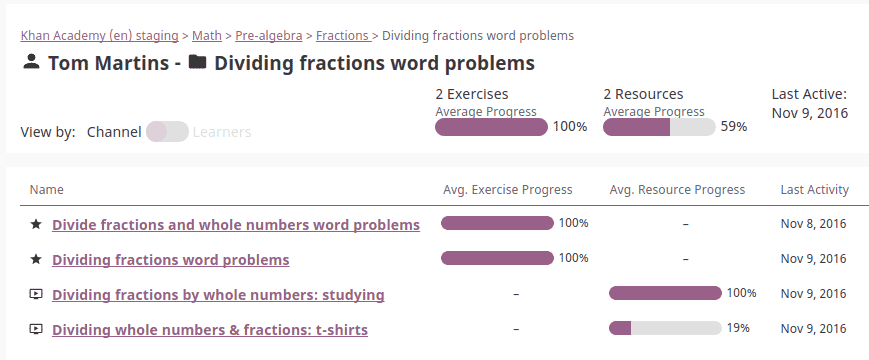 Khan Academy (en) staging > Math > Pre-algebra > Fractions > Dividing fractions word problems
Tom Martins - Dividing fractions word problems
2 Exercises 2 Resources Last Active:
Average Progress Average Progress Nov 9, 2016
View by: Channel Learners 100% 59%
Name Avg. Exercise Progress Avg. Resource Progress Last Activity
Divide fractions and whole numbers word problems 100% – Nov 8, 2016
Dividing fractions word problems 100% – Nov 9, 2016
Dividing fractions by whole numbers: studying – 100% Nov 9, 2016
Dividing whole numbers & fractions: t-shirts – 19% Nov 9, 2016